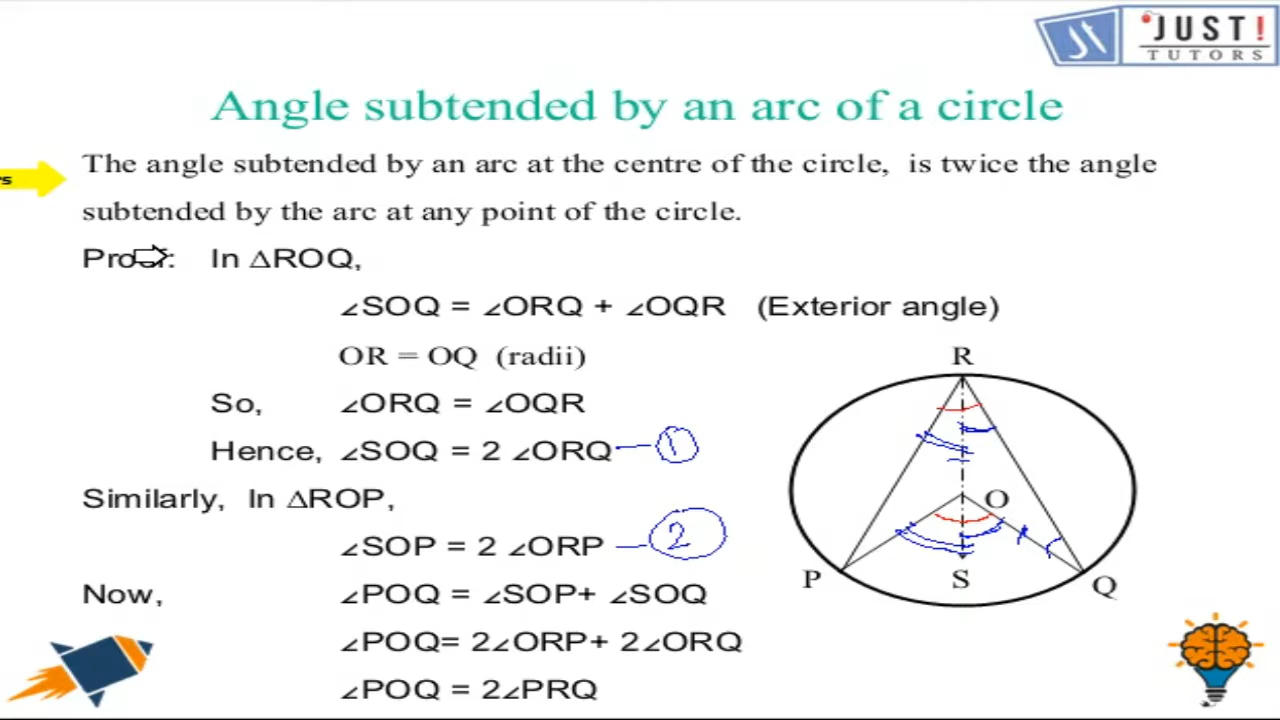 JUST!
TUTORS
Angle subtended by an arc of a circle
rs
The angle subtended by an arc at the centre of the circle, is twice the angle
subtended by the arc at any point of the circle.
In ∆ROQ,
∠SOQ = ∠ORQ + ∠OQR (Exterior angle)
OR = OQ (radii)
So, ∠ORQ = ∠OQR
Hence, ∠SOQ = 2 ∠ORQ — 1
Similarly, In ∆ROP,
∠SOP = 2 ∠ORP — 2
Now, ∠POQ = ∠SOP+ ∠SOQ
∠POQ= 2∠ORP+ 2∠ORQ
∠POQ = 2∠PRQ
R
O
P
S
Q